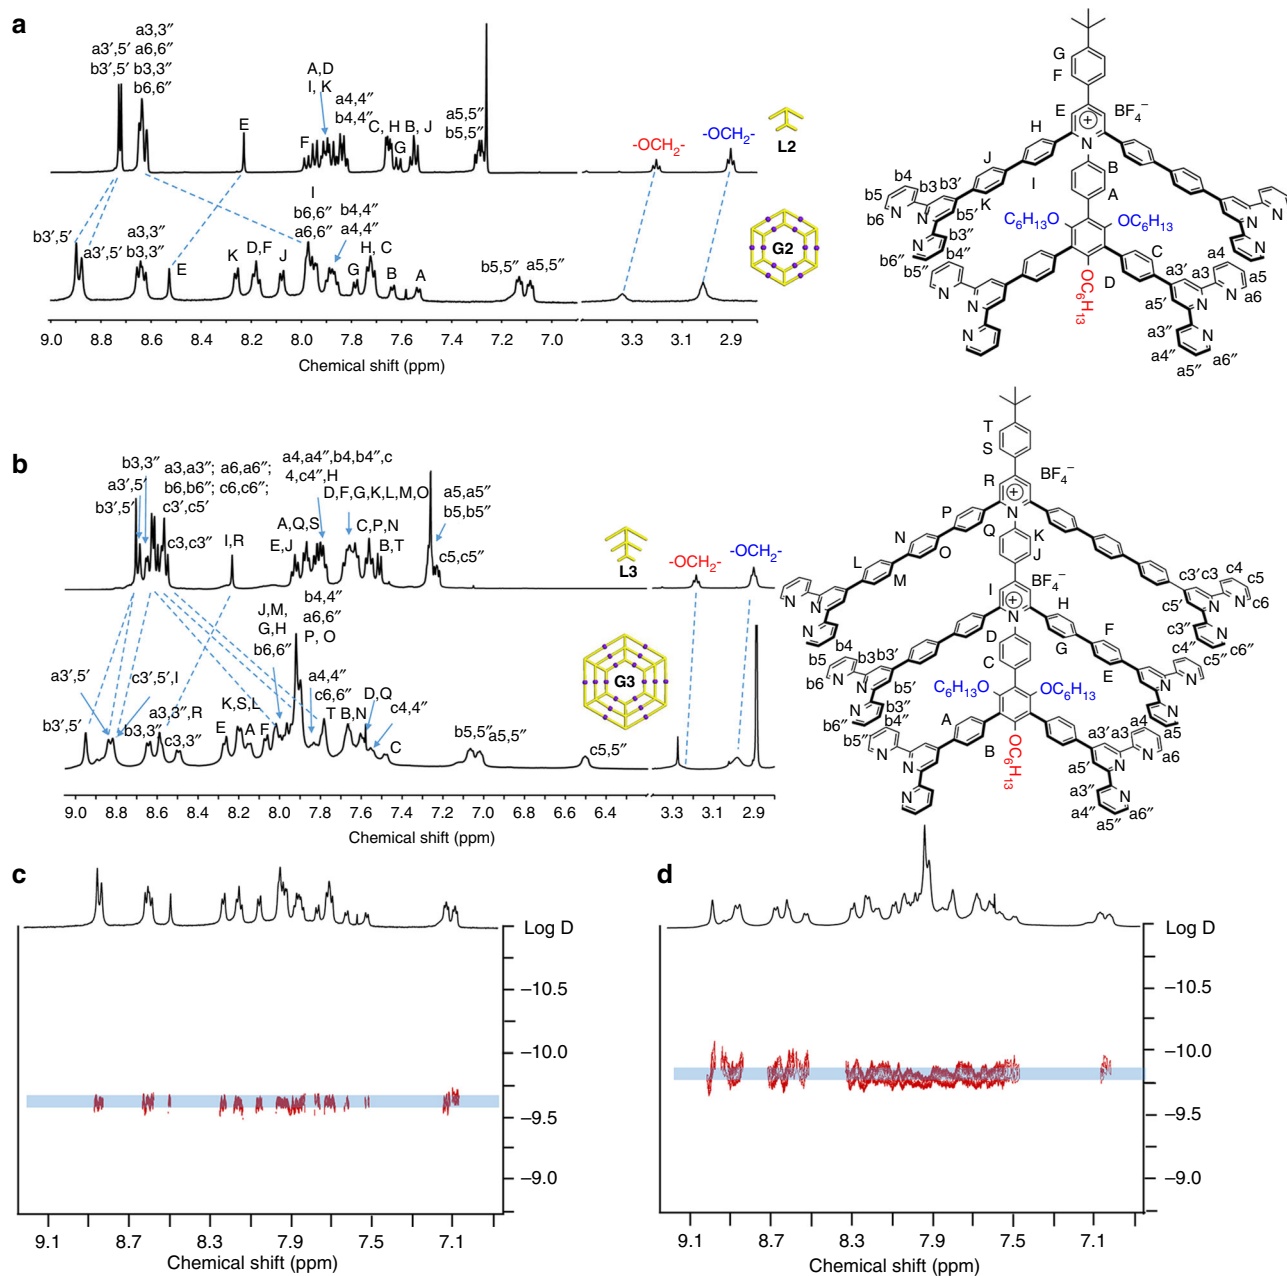 a
a3′,5′
b3′,5′
a3,3″
a6,6″
b3,3″
b6,6″
E
A,D
I, K
F
a4,4″
b4,4″
C, H
G
B, J
a5,5″
b5,5″
-OCH2-
-OCH2-
L2
b3′,5′
a3′,5′
a3,3″
b3,3″
E
K
D,F
J
I
b6,6″
a6,6″
b4,4″
a4,4″
G
H, C
B
A
b5,5″
a5,5″
G2
9.0 8.8 8.6 8.4 8.2 8.0 7.8 7.6 7.4 7.2 7.0 3.3 3.1 2.9
Chemical shift (ppm)
G
F
E
BF4−
+
N
H
J
I
K
B
A
b4
b5
b6
b3
b3′
N
N
b5′
b3″
N
b6″
b5″
b4″
C6H13O
OC6H13
OC6H13
C
D
N
N
N
N
N
N
a4
a3′
a3
a5
a6
a5′
N
N
N
a3″
a4″
a5″
a6″
b
b3,3″
a3′,5′
b3′,5′
a3,a3″; a6,a6″;
b6,b6″; c6,c6″;
c3′,c5′
c3,c3″
I,R
a4,a4″,b4,b4″,c
4,c4″,H
D,F,G,K,L,M,O
A,Q,S
E,J
C,P,N
B,T
a5,a5″
b5,b5″
c5,c5″
-OCH2-
-OCH2-
L3
a3′,5′
b3′,5′
c3′,5′,I
b3,3″
a3,3″,R
c3,3″
E
K,S,L
A
F
J,M,
G,H
b6,6″
b4,4″
a6,6″
P, O
a4,4″
c6,6″
T
B,N
D,Q
c4,4″
C
b5,5″
a5,5″
c5,5″
G3
9.0 8.8 8.6 8.4 8.2 8.0 7.8 7.6 7.4 7.2 7.0 6.8 6.6 6.4 3.3 3.1 2.9
Chemical shift (ppm)
T
S
R
BF4−
+
N
P
Q
N
O
L
M
K
J
I
BF4−
+
N
N
N
N
b4
c3′
c3
c4
c5
c6
c5′
N
N
N
c3″
c4″
c5″
c6″
H
G
F
E
D
C
b5
b6
b3
b3′
b5′
b3″
b6″
N
N
N
b5″
b4″
C6H13O
OC6H13
OC6H13
A
B
N
N
N
N
N
N
a3′
a3
a4
a5
a6
a5′
N
N
N
a3″
a4″
a5″
a6″
c
Log D
−10.5
−10.0
−9.5
−9.0
9.1 8.7 8.3 7.9 7.5 7.1
Chemical shift (ppm)
d
Log D
−10.5
−10.0
−9.5
−9.0
9.1 8.7 8.3 7.9 7.5 7.1
Chemical shift (ppm)